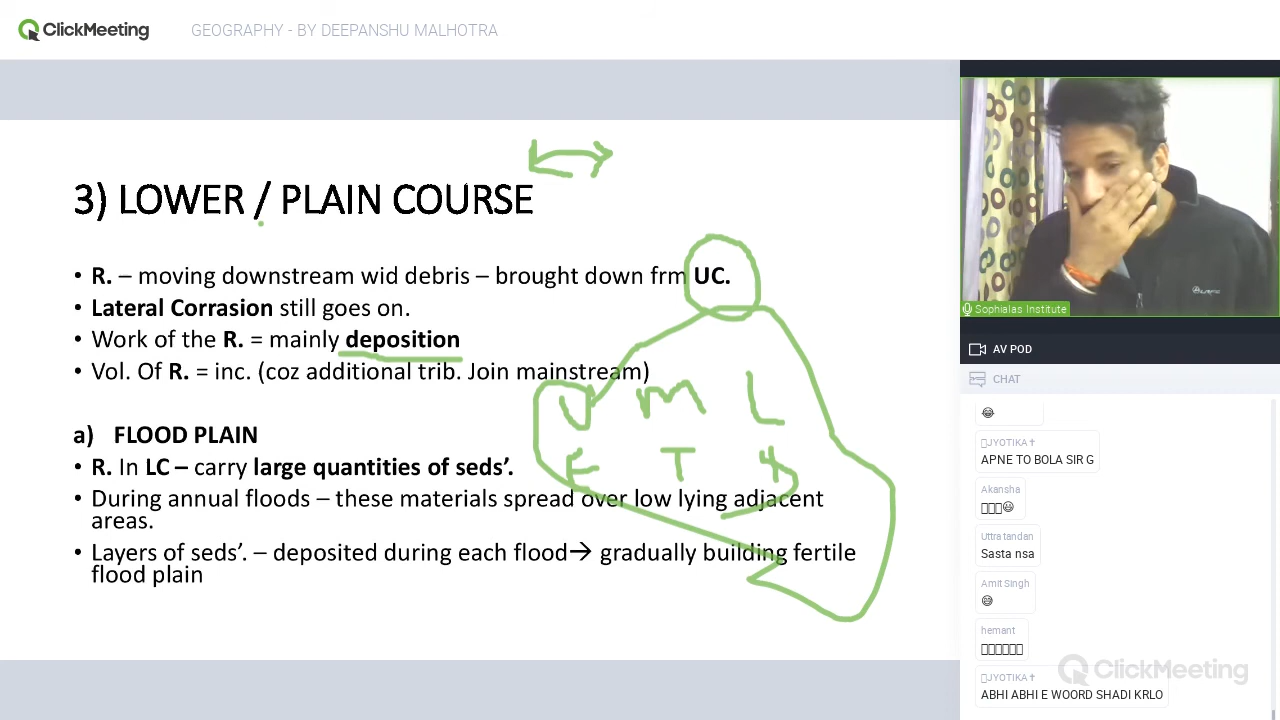 ClickMeeting
GEOGRAPHY - BY DEEPANSHU MALHOTRA
3) LOWER / PLAIN COURSE
• R. – moving downstream wid debris – brought down frm UC.
• Lateral Corrasion still goes on.
• Work of the R. = mainly deposition
• Vol. Of R. = inc. (coz additional trib. Join mainstream)
U M L
E T D
a) FLOOD PLAIN
• R. In LC – carry large quantities of seds’.
• During annual floods – these materials spread over low lying adjacent
areas.
• Layers of seds’. – deposited during each flood→ gradually building fertile
flood plain
Sophialas Institute
AV POD
CHAT
😂
JYOTIKA✝
APNE TO BOLA SIR G
Akansha
😃
Uttra tandan
Sasta nsa
Amit Singh
😅
hemant
JYOTIKA✝
ABHI ABHI E WOORD SHADI KRLO
ClickMeeting